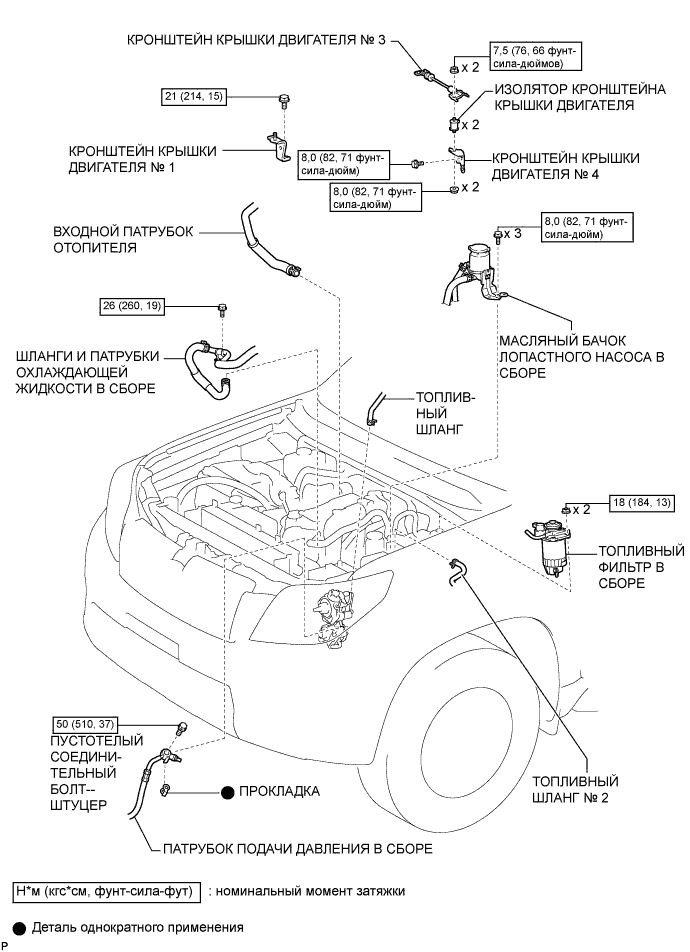 КРОНШТЕЙН КРЫШКИ ДВИГАТЕЛЯ № 3
7,5 (76, 66 фунт-
сила-дюймов)
x 2
21 (214, 15)
ИЗОЛЯТОР КРОНШТЕЙНА
КРЫШКИ ДВИГАТЕЛЯ
x 2
КРОНШТЕЙН КРЫШКИ
ДВИГАТЕЛЯ № 1
8,0 (82, 71 фунт-
сила-дюйм)
КРОНШТЕЙН КРЫШКИ
ДВИГАТЕЛЯ № 4
8,0 (82, 71 фунт-
сила-дюйм)
x 2
ВХОДНОЙ ПАТРУБОК
ОТОПИТЕЛЯ
8,0 (82, 71 фунт-
сила-дюйм)
x 3
26 (260, 19)
МАСЛЯНЫЙ БАЧОК
ЛОПАСТНОГО НАСОСА В
СБОРЕ
ШЛАНГИ И ПАТРУБКИ
ОХЛАЖДАЮЩЕЙ
ЖИДКОСТИ В СБОРЕ
ТОПЛИВ-
НЫЙ
ШЛАНГ
18 (184, 13)
x 2
ТОПЛИВНЫЙ
ФИЛЬТР В
СБОРЕ
50 (510, 37)
ПУСТОТЕЛЫЙ
СОЕДИНИ-
ТЕЛЬНЫЙ
БОЛТ--
ШТУЦЕР
ПРОКЛАДКА
ТОПЛИВНЫЙ
ШЛАНГ № 2
ПАТРУБОК ПОДАЧИ ДАВЛЕНИЯ В СБОРЕ
Н*м (кгс*см, фунт-сила-фут) : номинальный момент затяжки
Деталь однократного применения
P